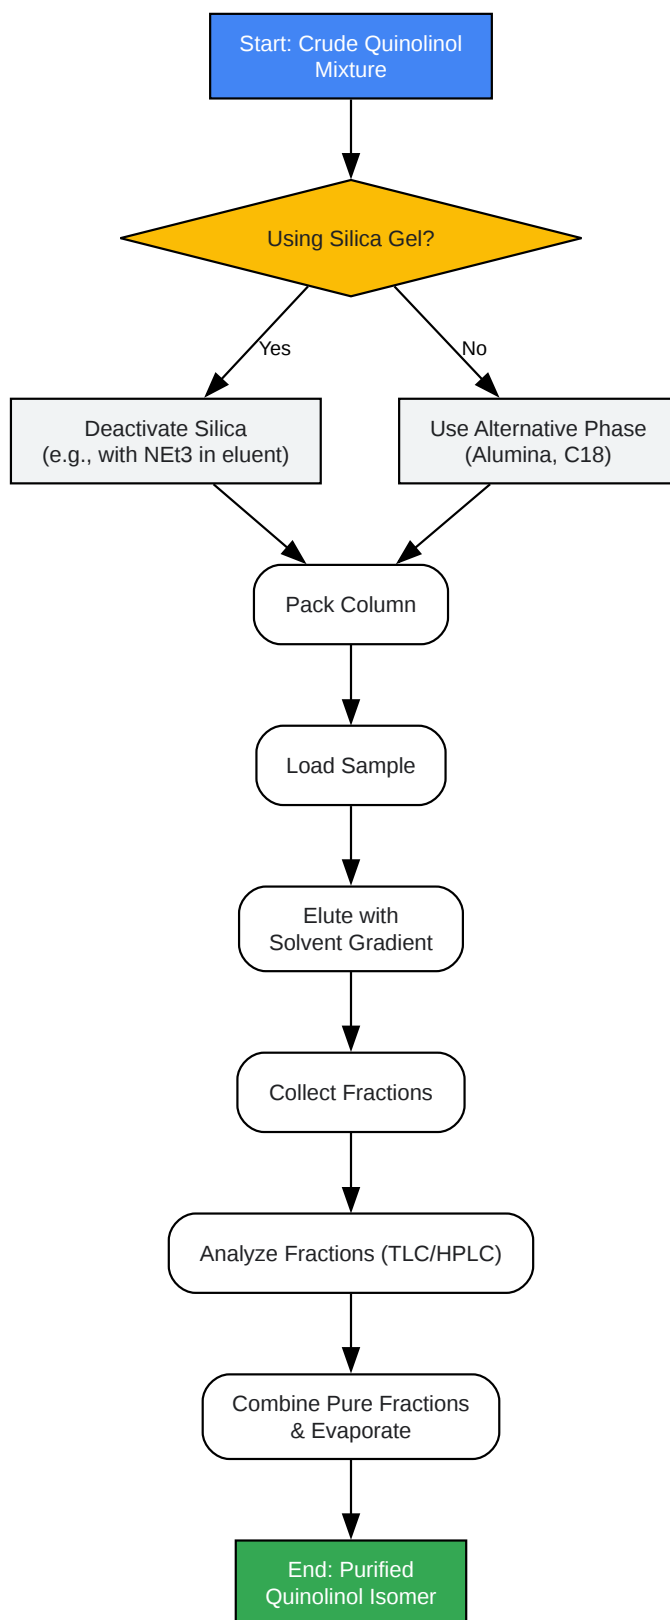 Start: Crude Quinolinol
Mixture
Using Silica Gel?
Yes
No
Deactivate Silica
(e.g., with NEt3 in eluent)
Use Alternative Phase
(Alumina, C18)
Pack Column
Load Sample
Elute with
Solvent Gradient
Collect Fractions
Analyze Fractions (TLC/HPLC)
Combine Pure Fractions
& Evaporate
End: Purified
Quinolinol Isomer